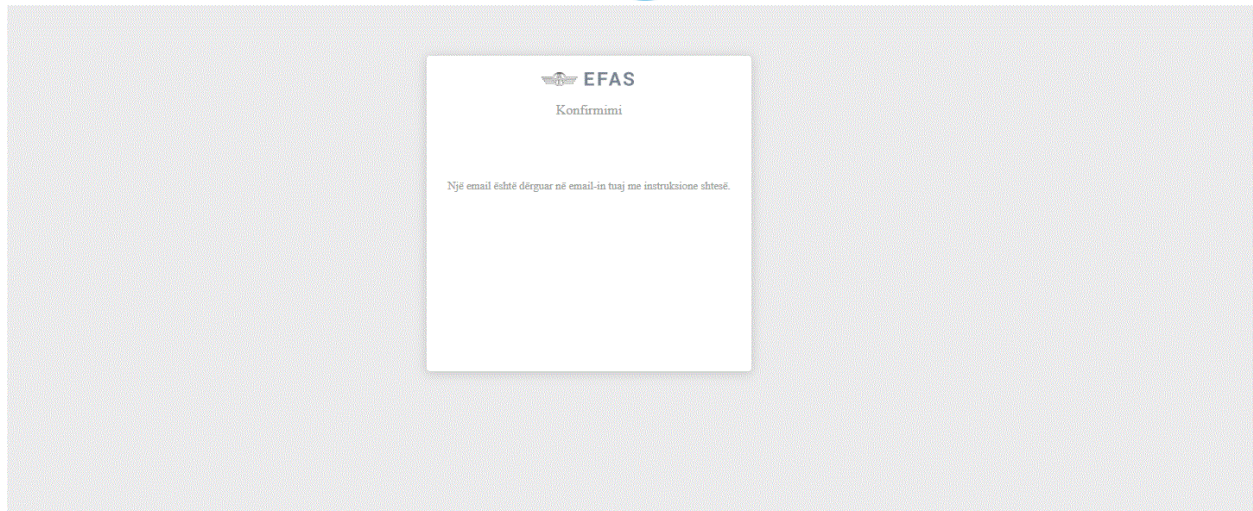 EFAS
Konfirmimi
Një email është dërguar në email-in tuaj me instruksione shtesë.